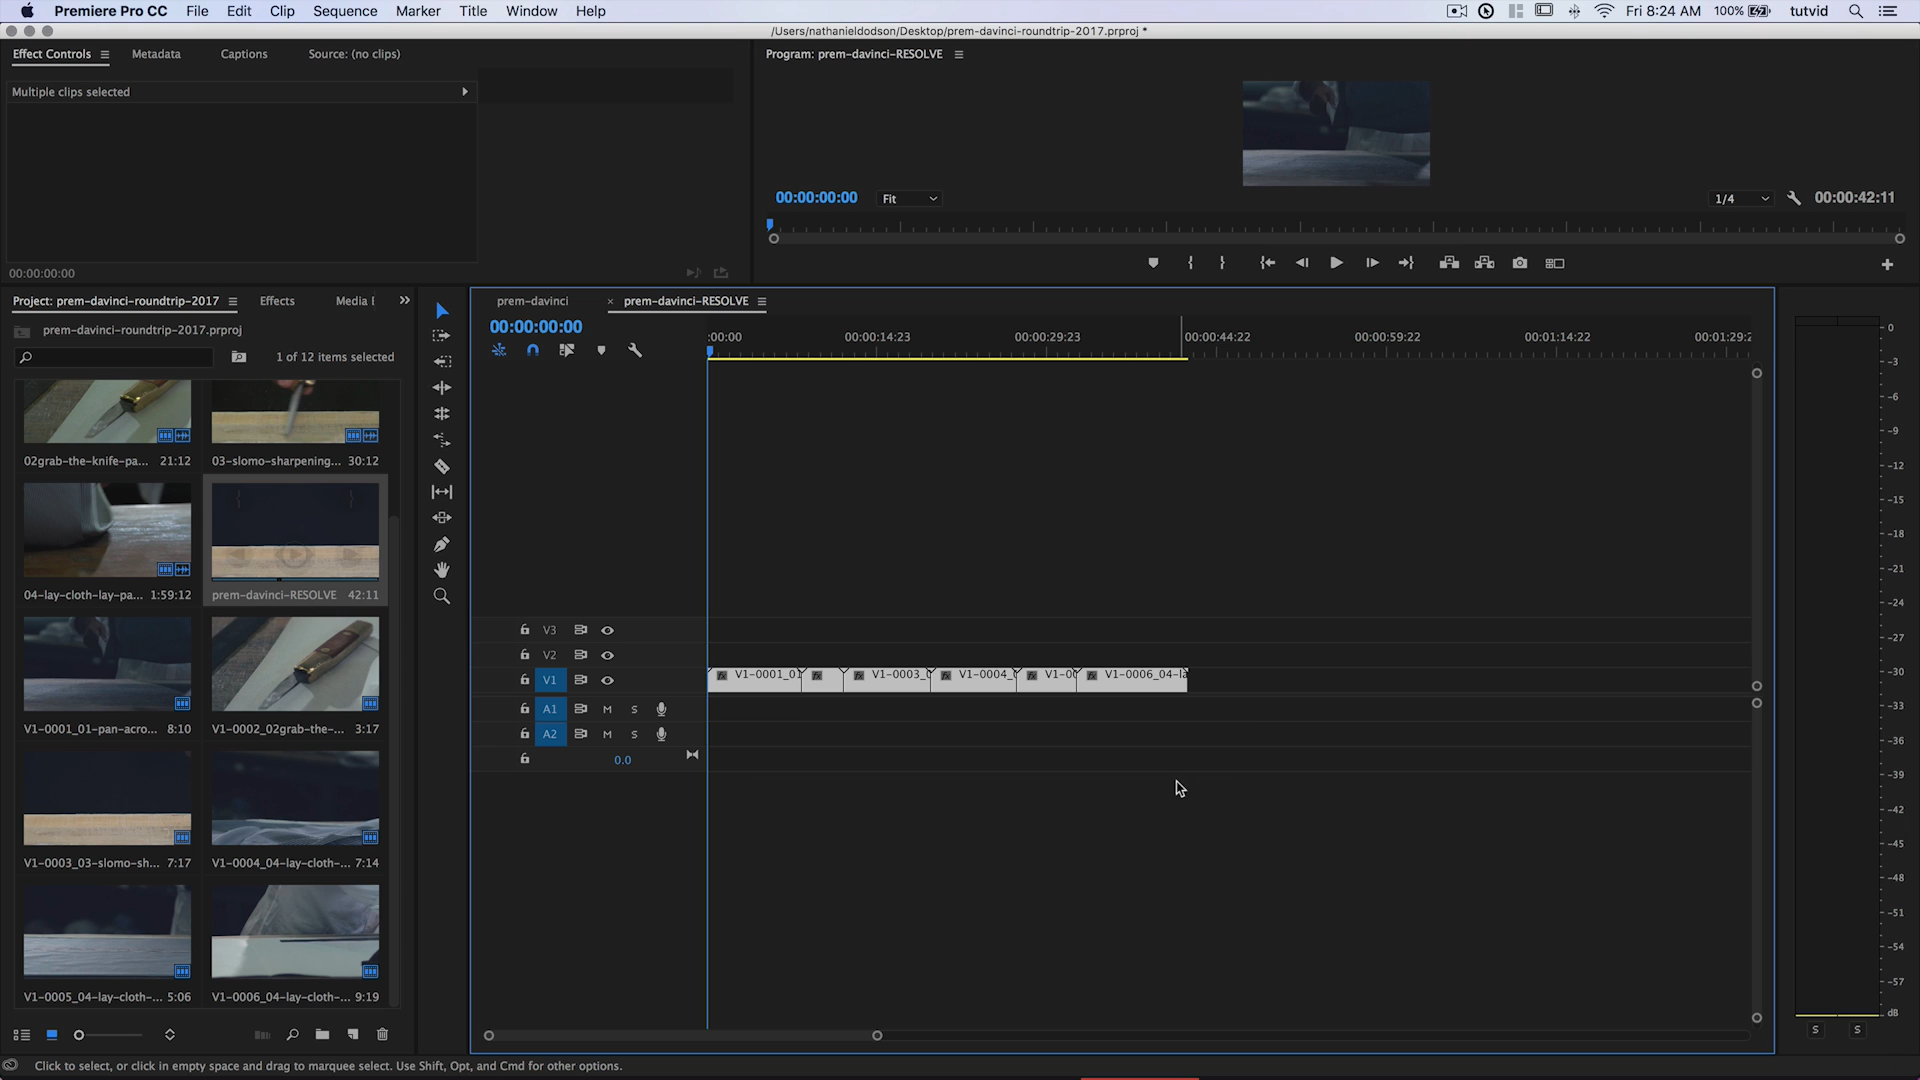 Premiere Pro CC File Edit Clip Sequence Marker Title Window Help
Fri 8:24 AM 100% tutvid
/Users/nathanieldodson/Desktop/prem-davinci-roundtrip-2017.prproj *
Effect Controls Metadata Captions Source: (no clips)
Multiple clips selected
00:00:00:00
Program: prem-davinci-RESOLVE
00:00:00:00 Fit 1/4 00:00:42:11
Project: prem-davinci-roundtrip-2017 Effects Media
prem-davinci-roundtrip-2017.prproj
1 of 12 items selected
02grab-the-knife-pa... 21:12
03-slomo-sharpening... 30:12
04-lay-cloth-lay-pa... 1:59:12
prem-davinci-RESOLVE 42:11
V1-0001_01-pan-acro... 8:10
V1-0002_02grab-the-... 3:17
V1-0003_03-slomo-sh... 7:17
V1-0004_04-lay-cloth-... 7:14
V1-0005_04-lay-cloth-... 5:06
V1-0006_04-lay-cloth-... 9:19
prem-davinci × prem-davinci-RESOLVE
00:00:00:00
:00:00 00:00:14:23 00:00:29:23 00:00:44:22 00:00:59:22 00:01:14:22 00:01:29:2
V3
V2
V1
fx V1-0001_01 fx fx V1-0003_ fx V1-0004_ fx V1-00 fx V1-0006_04-la
A1 M S
A2 M S
0.0
0
-3
-6
-9
-12
-15
-18
-21
-24
-27
-30
-33
-36
-39
-42
-45
-48
-51
-54
-57
dB
S S
Click to select, or click in empty space and drag to marquee select. Use Shift, Opt, and Cmd for other options.